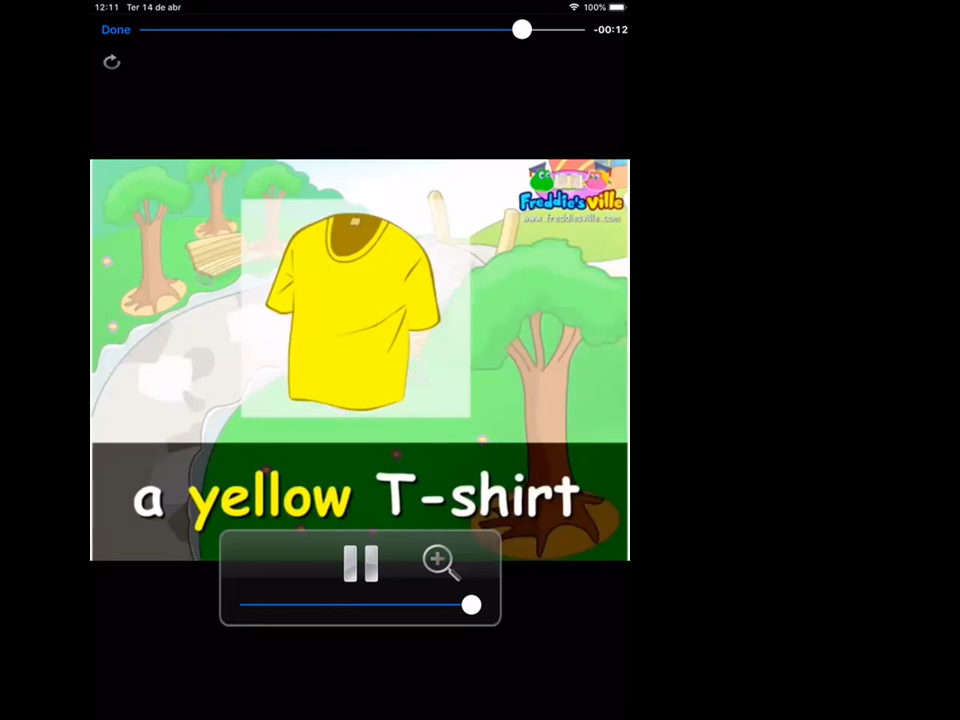 12:11 Ter 14 de abr 100%
Done -00:12
Freddie's Ville
www.freddiesville.com
a yellow T-shirt